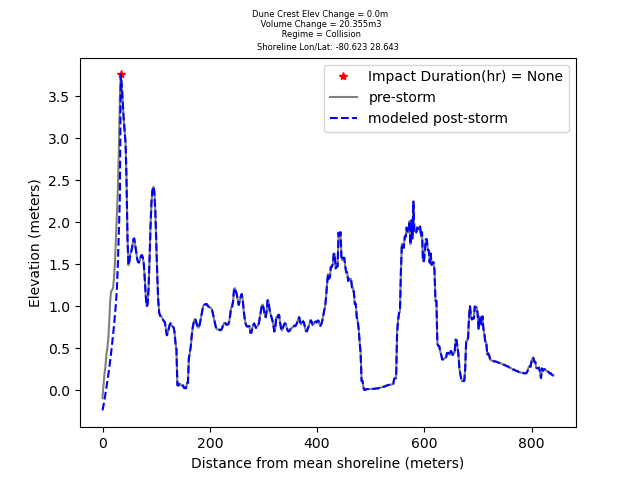 Dune Crest Elev Change = 0.0m
Volume Change = 20.355m3
Regime = Collision
Shoreline Lon/Lat: -80.623 28.643
Impact Duration(hr) = None
pre-storm
modeled post-storm
Elevation (meters)
3.5
3.0
2.5
2.0
1.5
1.0
0.5
0.0
0 200 400 600 800
Distance from mean shoreline (meters)